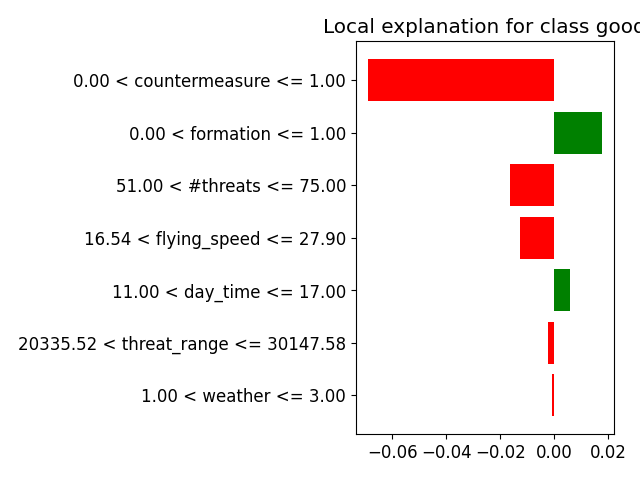 Local explanation for class good
0.00 < countermeasure <= 1.00
0.00 < formation <= 1.00
51.00 < #threats <= 75.00
16.54 < flying_speed <= 27.90
11.00 < day_time <= 17.00
20335.52 < threat_range <= 30147.58
1.00 < weather <= 3.00
−0.06 −0.04 −0.02 0.00 0.02